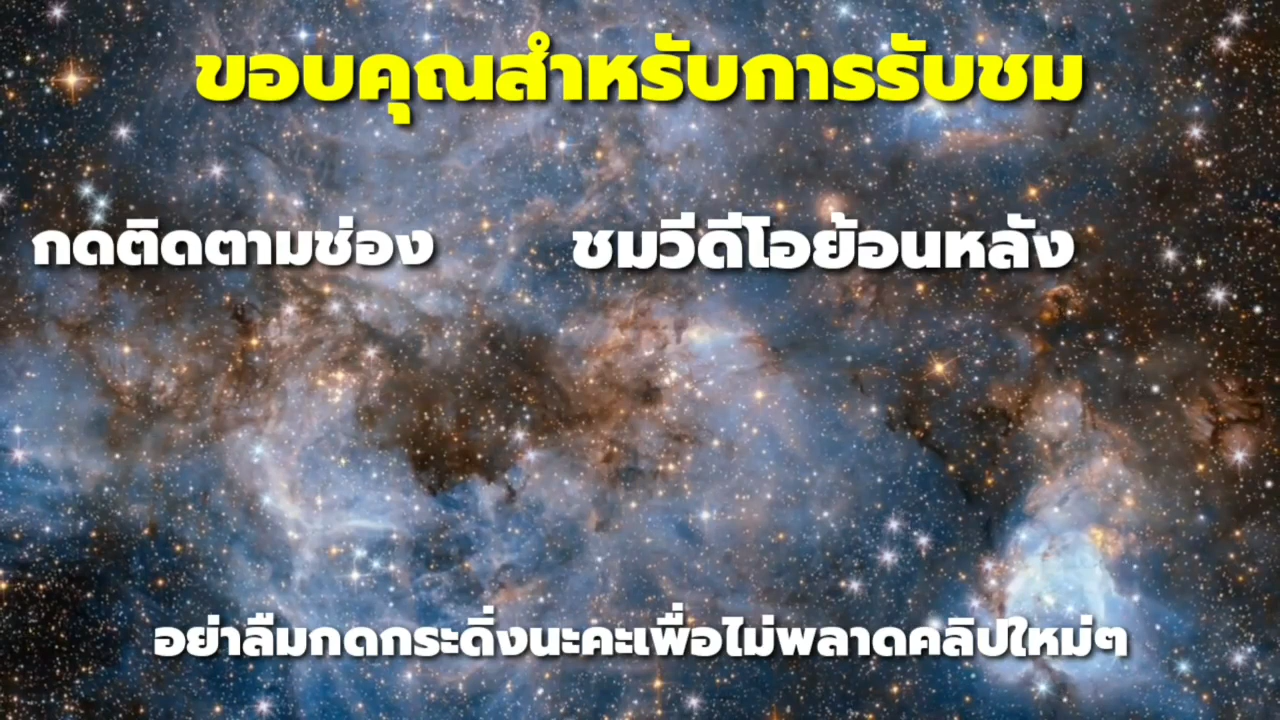 ขอบคุณสำหรับการรับชม
กดติดตามช่อง
ชมวีดีโอย้อนหลัง
อย่าลืมกดกระดิ่งนะคะเพื่อไม่พลาดคลิปใหม่ๆ